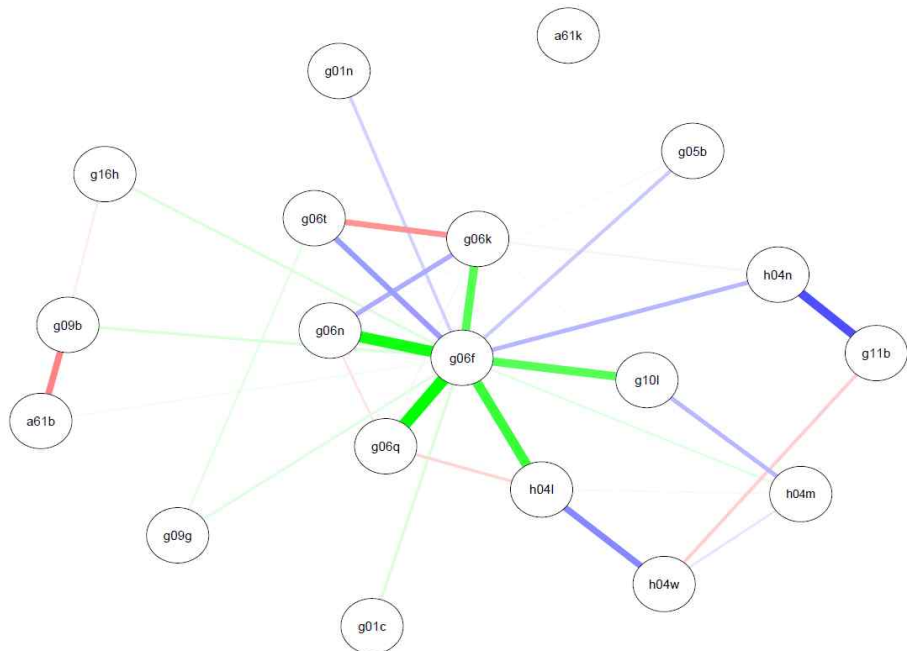 a61k
g01n
g05b
g16h
g06t
g06k
h04n
g09b
g06n
g06f
g11b
g10l
a61b
g06q
h04l
h04m
g09g
h04w
g01c